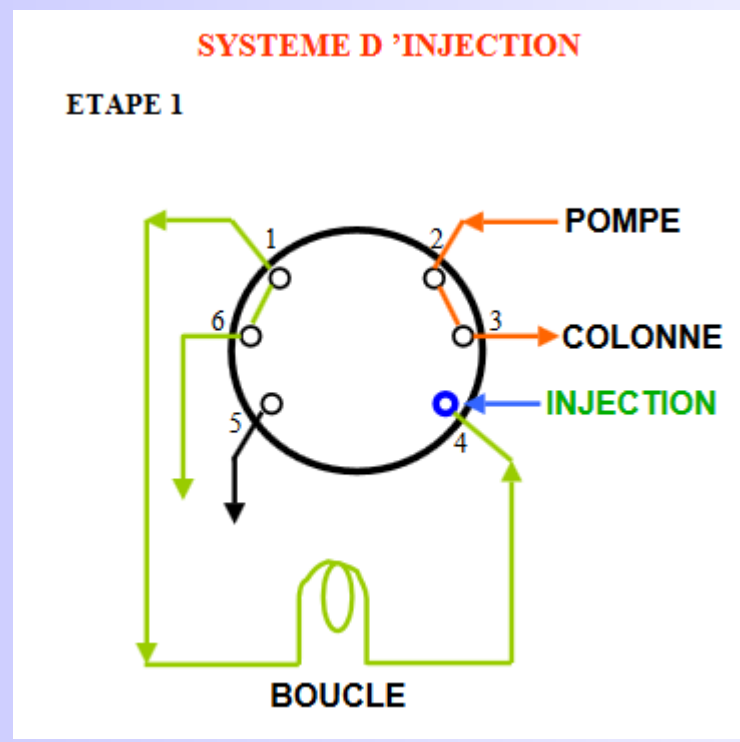 SYSTEME D ’INJECTION
ETAPE 1
1
2
POMPE
6
3
COLONNE
INJECTION
5
4
BOUCLE